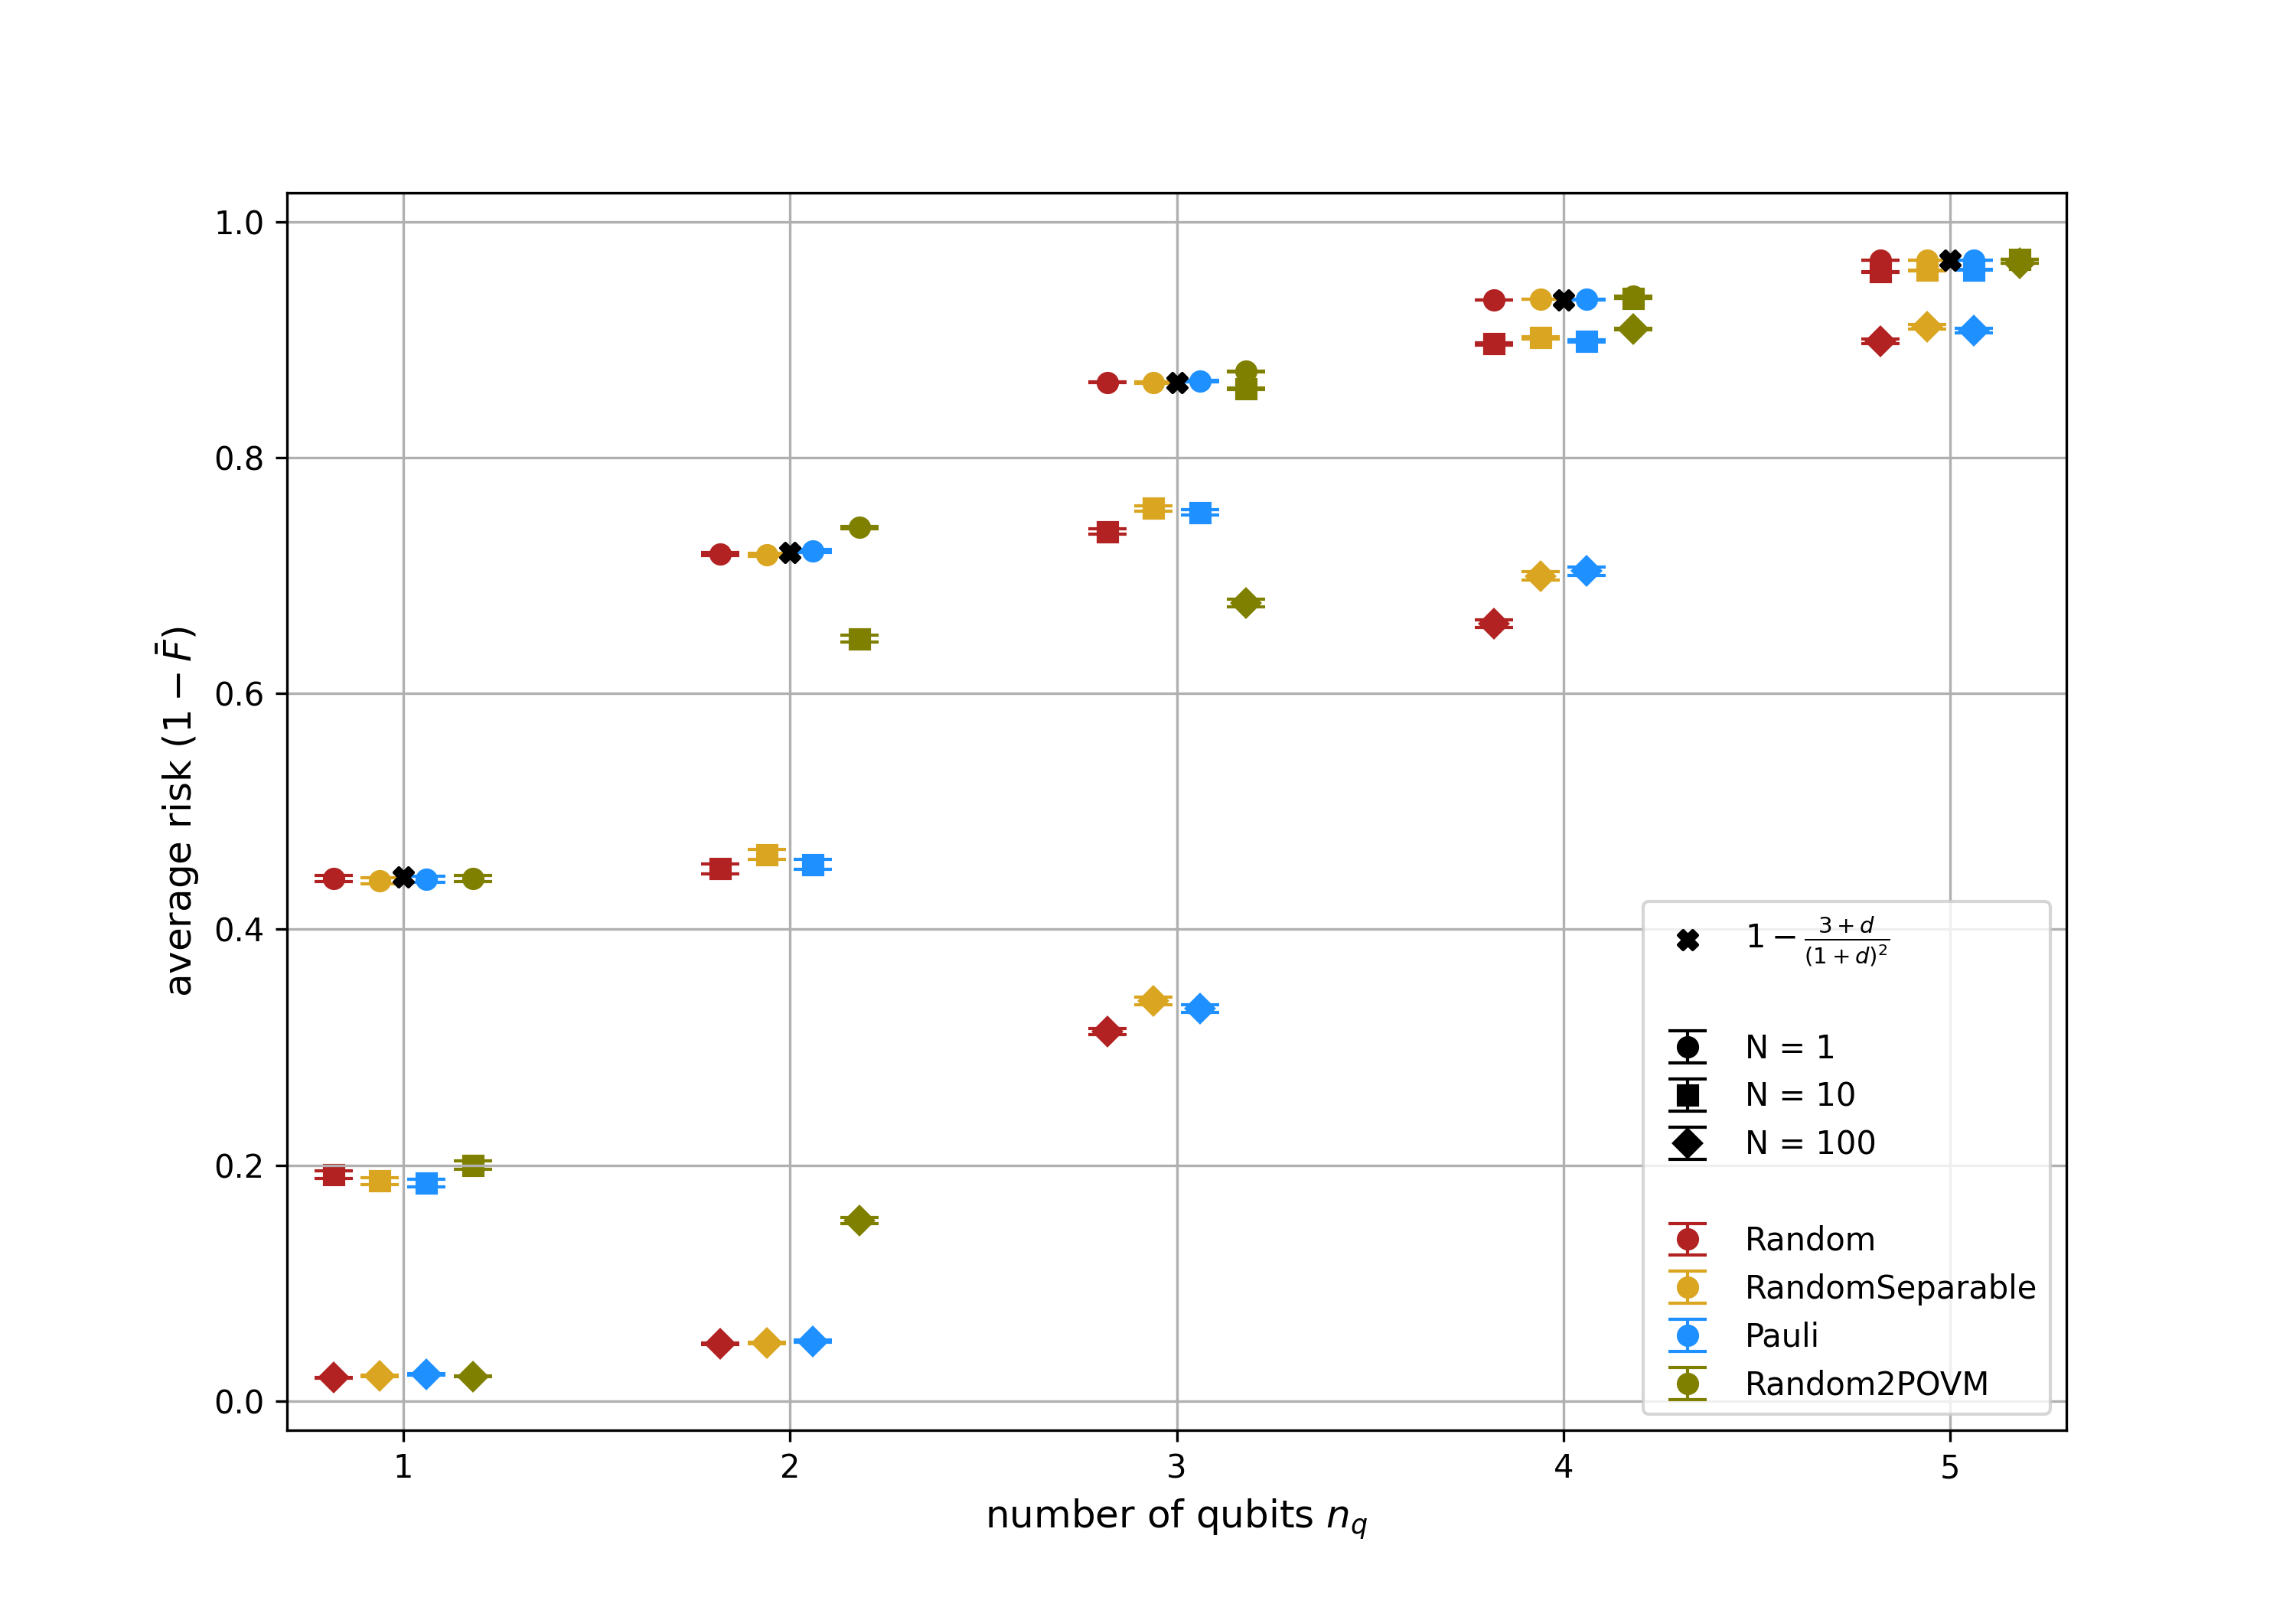 1.0
0.8
0.6
0.4
0.2
0.0
average risk (1 − F̄)
1 2 3 4 5
number of qubits n_q
1 − \frac{3+d}{(1+d)^2}
N = 1
N = 10
N = 100
Random
RandomSeparable
Pauli
Random2POVM